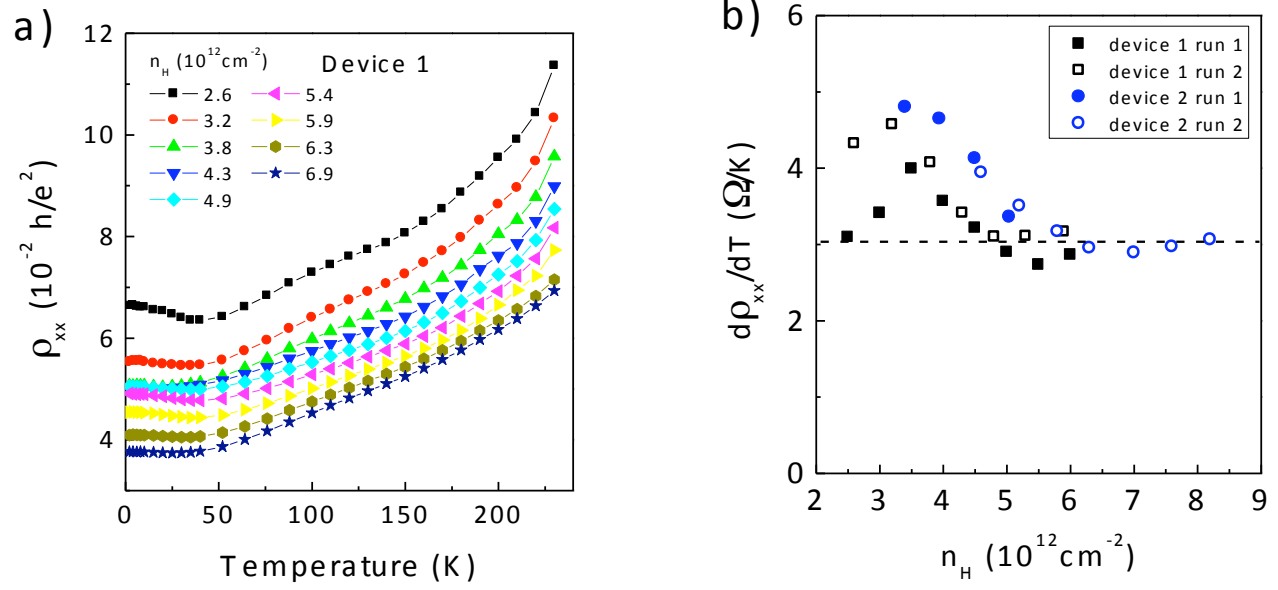 a)
n_H (10^12 cm^-2)
Device 1
2.6
3.2
3.8
4.3
4.9
5.4
5.9
6.3
6.9
12
10
8
6
4
ρ_xx (10^-2 h/e^2)
0
50
100
150
200
Temperature (K)
b)
device 1 run 1
device 1 run 2
device 2 run 1
device 2 run 2
6
4
2
0
dρ_xx/dT (Ω/K)
2
3
4
5
6
7
8
9
n_H (10^12 cm^-2)